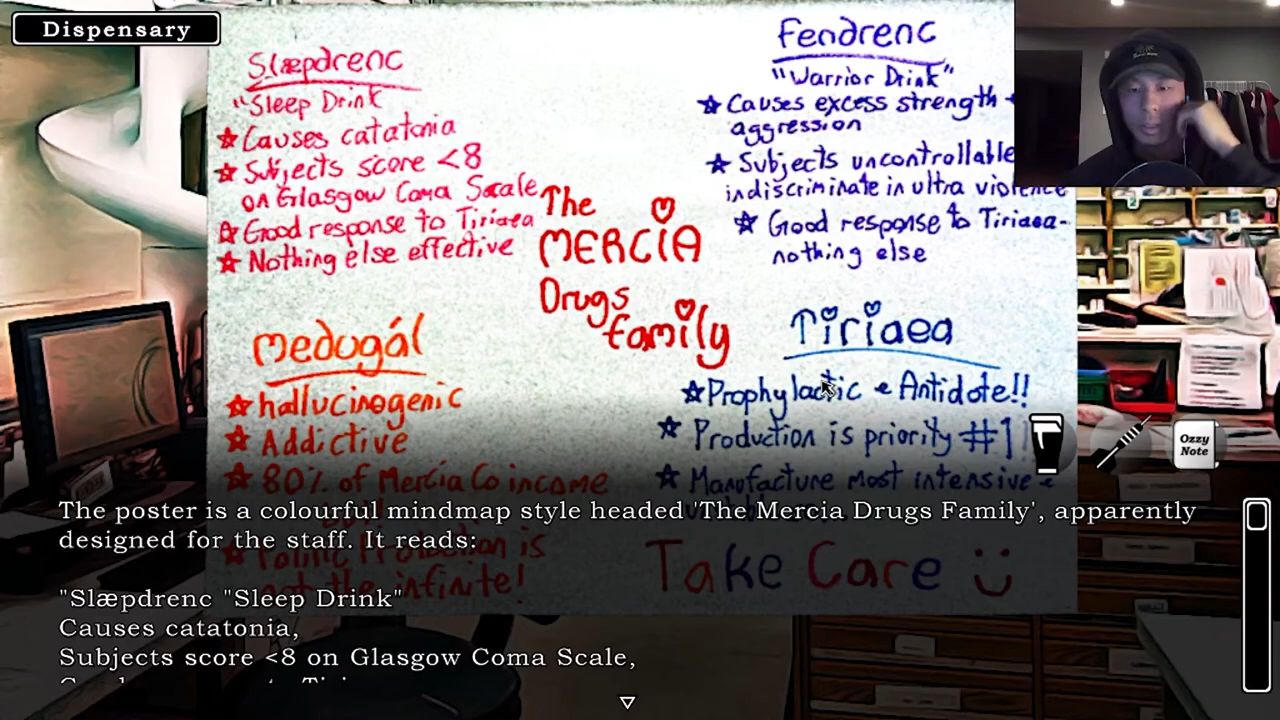 Dispensary
Slæpdrenc
"Sleep Drink
Causes catatonia
Subjects score <8
on Glasgow Coma Scale
Good response to Tiriaea
Nothing else effective
The
MERCIA
Drugs
family
Fendrenc
"Warrior Drink"
Causes excess strength +
aggression
Subjects uncontrollable
indiscriminate in ultra violence
Good response to Tiriaea-
nothing else
Medugál
hallucinogenic
Addictive
80% of Mercia Co income
not the infinite!
Tiriaea
Prophylactic & Antidote!!
Production is priority #1!
Manufacture most intensive &
Take Care
Ozzy
Note
The poster is a colourful mindmap style headed 'The Mercia Drugs Family', apparently
designed for the staff. It reads:
"Slæpdrenc "Sleep Drink"
Causes catatonia,
Subjects score <8 on Glasgow Coma Scale,